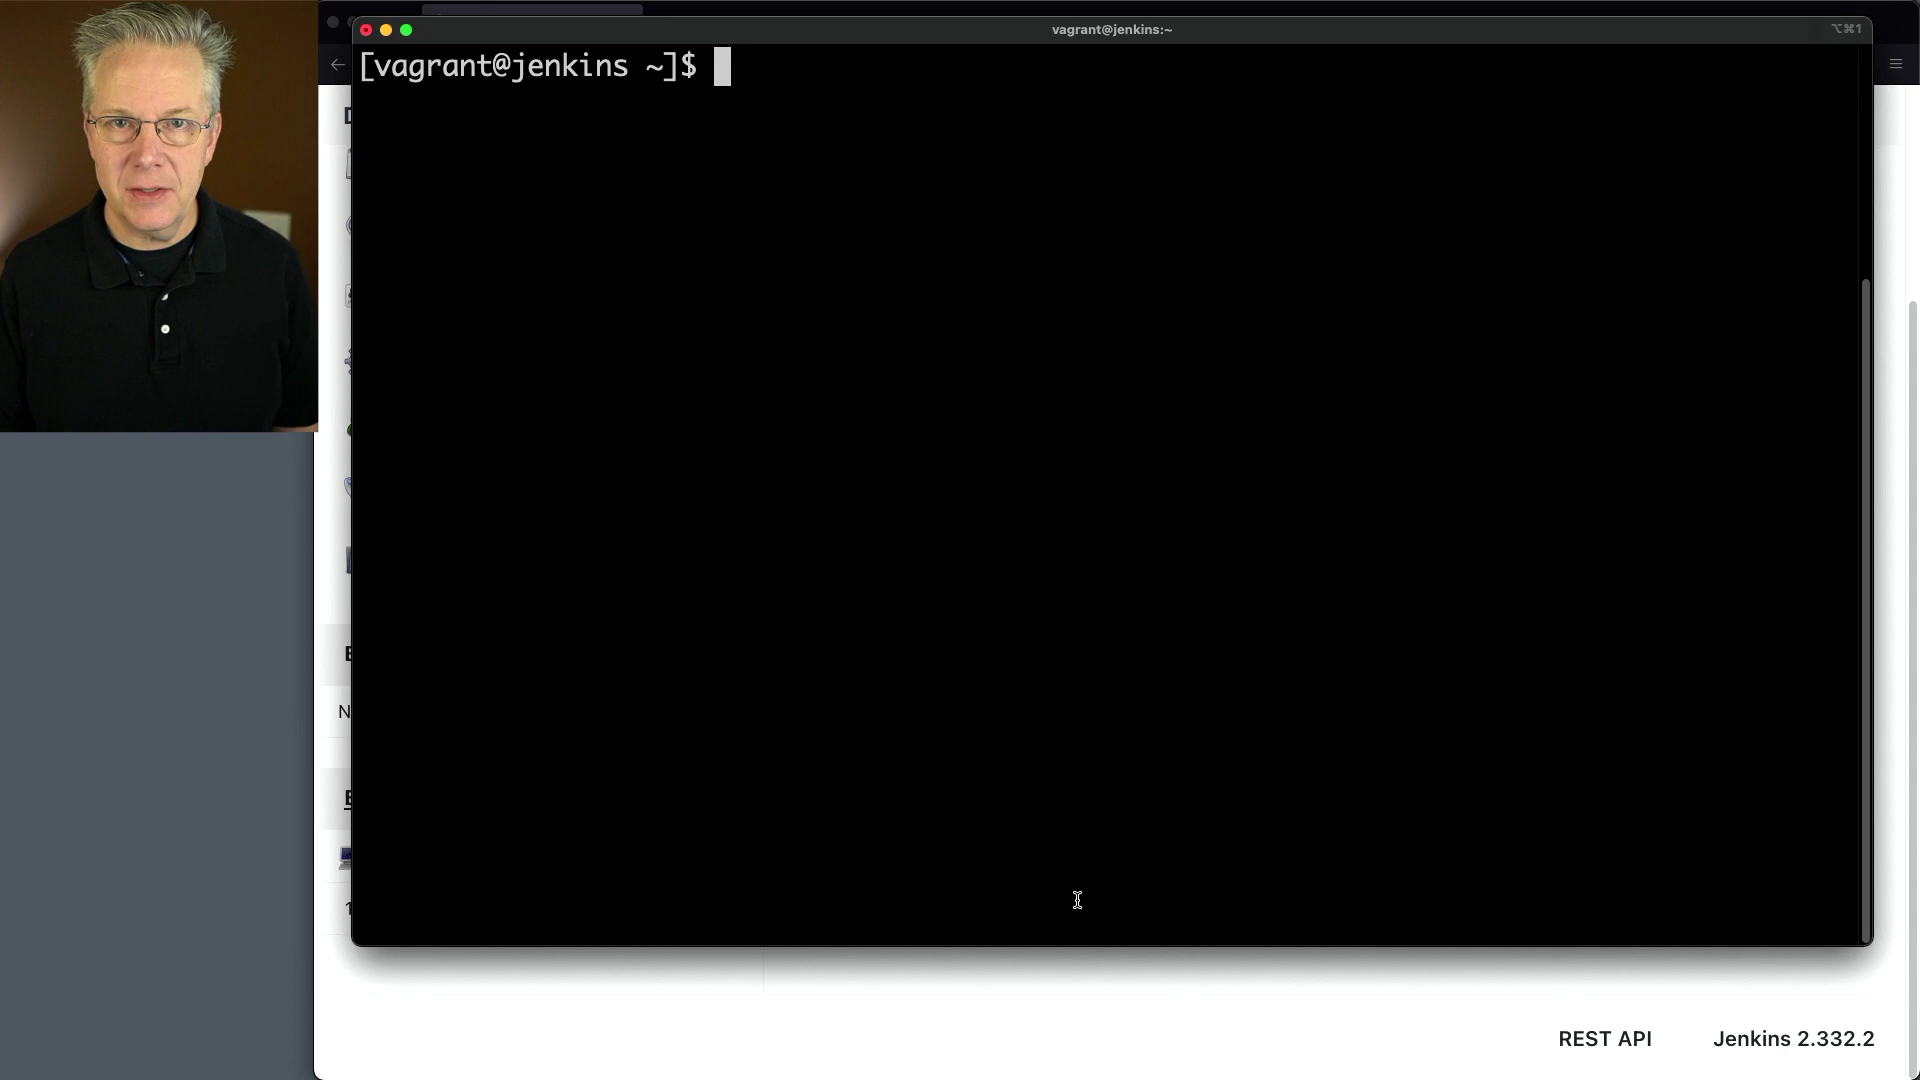 vagrant@jenkins:~
⌥⌘1
[vagrant@jenkins ~]$
N
REST API
Jenkins 2.332.2